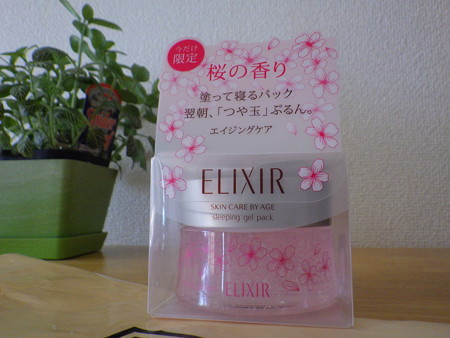 今だけ
限定
桜の香り
塗って寝るパック
翌朝、「つや玉」ぷるん。
エイジングケア
ELIXIR
SKIN CARE BY AGE
sleeping gel pack
ELIXIR